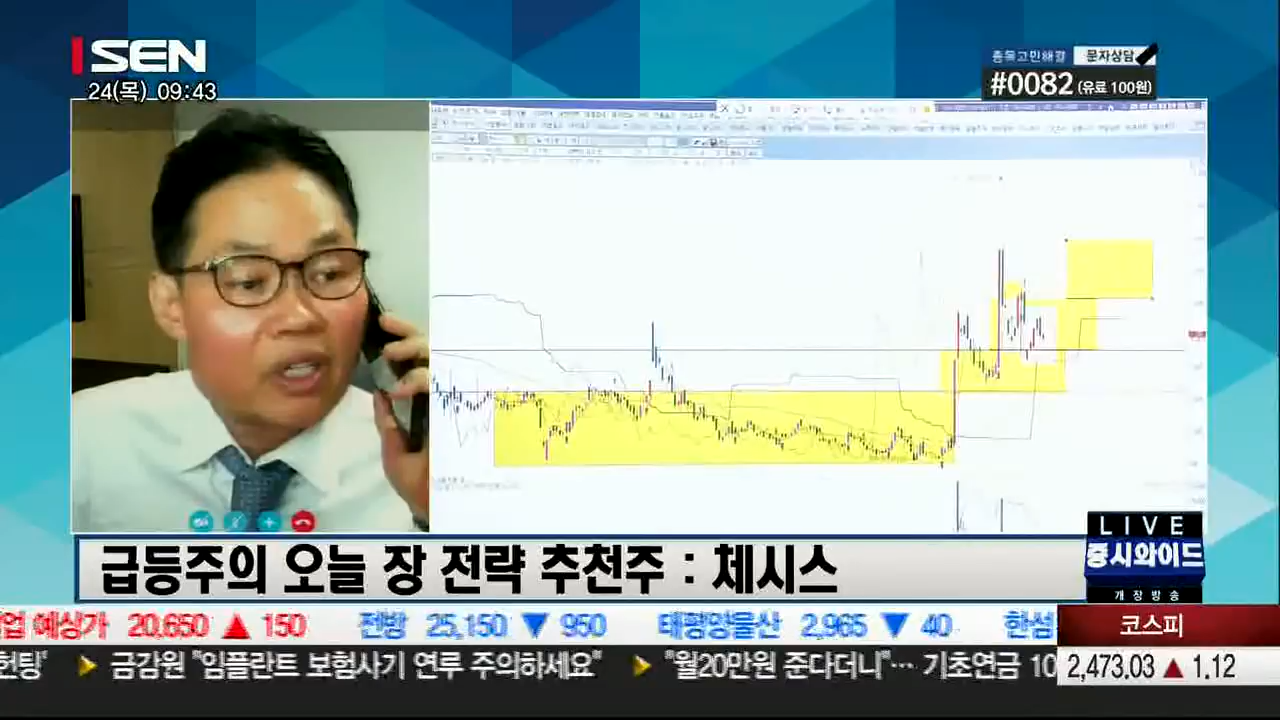 SEN
24(목) 09:43
종목고민해결 문자상담
#0082 (유료 100원)
급등주의 오늘 장 전략 추천주 : 체시스
LIVE
증시와이드
개장방송
업 예상가 20,650 ▲ 150 전방 25,150 ▼ 950 태평양물산 2,965 ▼ 40 한섬
코스피
헌팅' ▶ 금감원 "임플란트 보험사기 연루 주의하세요" ▶ "월20만원 준다더니"… 기초연금 10
2,473.03 ▲ 1.12